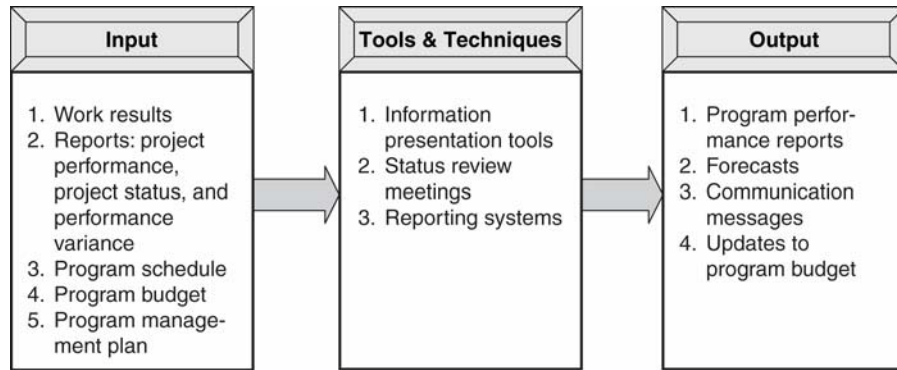 Input
1. Work results
2. Reports: project
performance,
project status, and
performance
variance
3. Program schedule
4. Program budget
5. Program manage-
ment plan
Tools & Techniques
1. Information
presentation tools
2. Status review
meetings
3. Reporting systems
Output
1. Program perfor-
mance reports
2. Forecasts
3. Communication
messages
4. Updates to
program budget